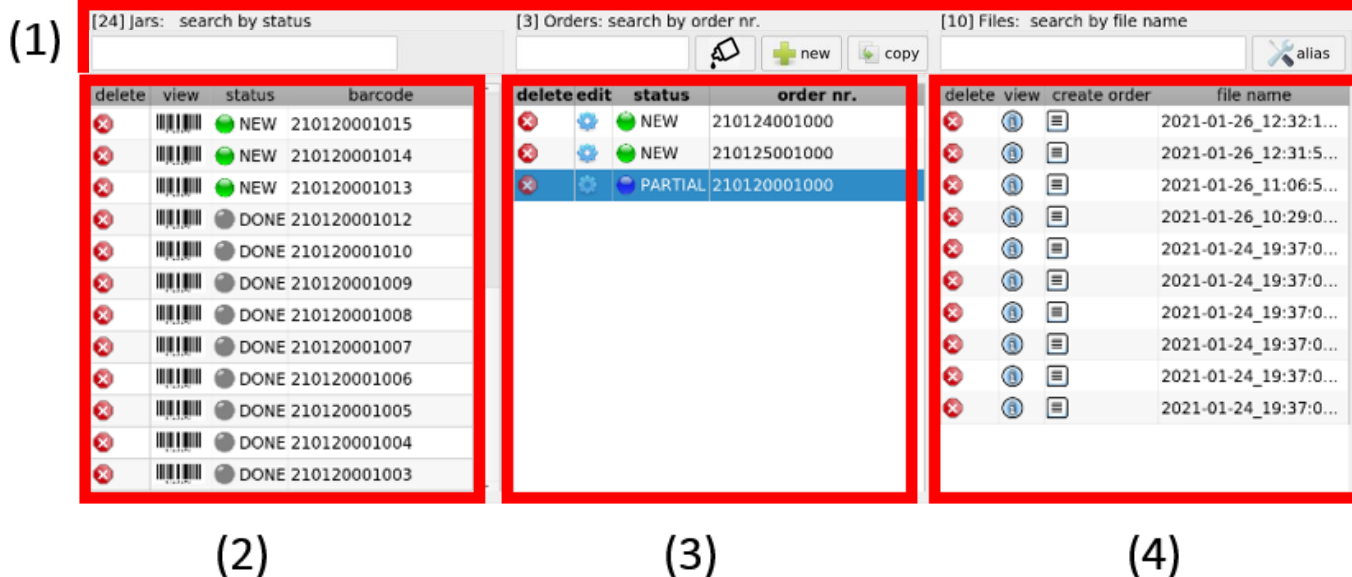 (1)
[24] Jars: search by status
[3] Orders: search by order nr.
[10] Files: search by file name
new
copy
alias
delete view status barcode
NEW 210120001015
NEW 210120001014
NEW 210120001013
DONE 210120001012
DONE 210120001010
DONE 210120001009
DONE 210120001008
DONE 210120001007
DONE 210120001006
DONE 210120001005
DONE 210120001004
DONE 210120001003
delete edit status order nr.
NEW 210124001000
NEW 210125001000
PARTIAL 210120001000
delete view create order file name
2021-01-26_12:32:1...
2021-01-26_12:31:5...
2021-01-26_11:06:5...
2021-01-26_10:29:0...
2021-01-24_19:37:0...
2021-01-24_19:37:0...
2021-01-24_19:37:0...
2021-01-24_19:37:0...
2021-01-24_19:37:0...
2021-01-24_19:37:0...
(2)
(3)
(4)